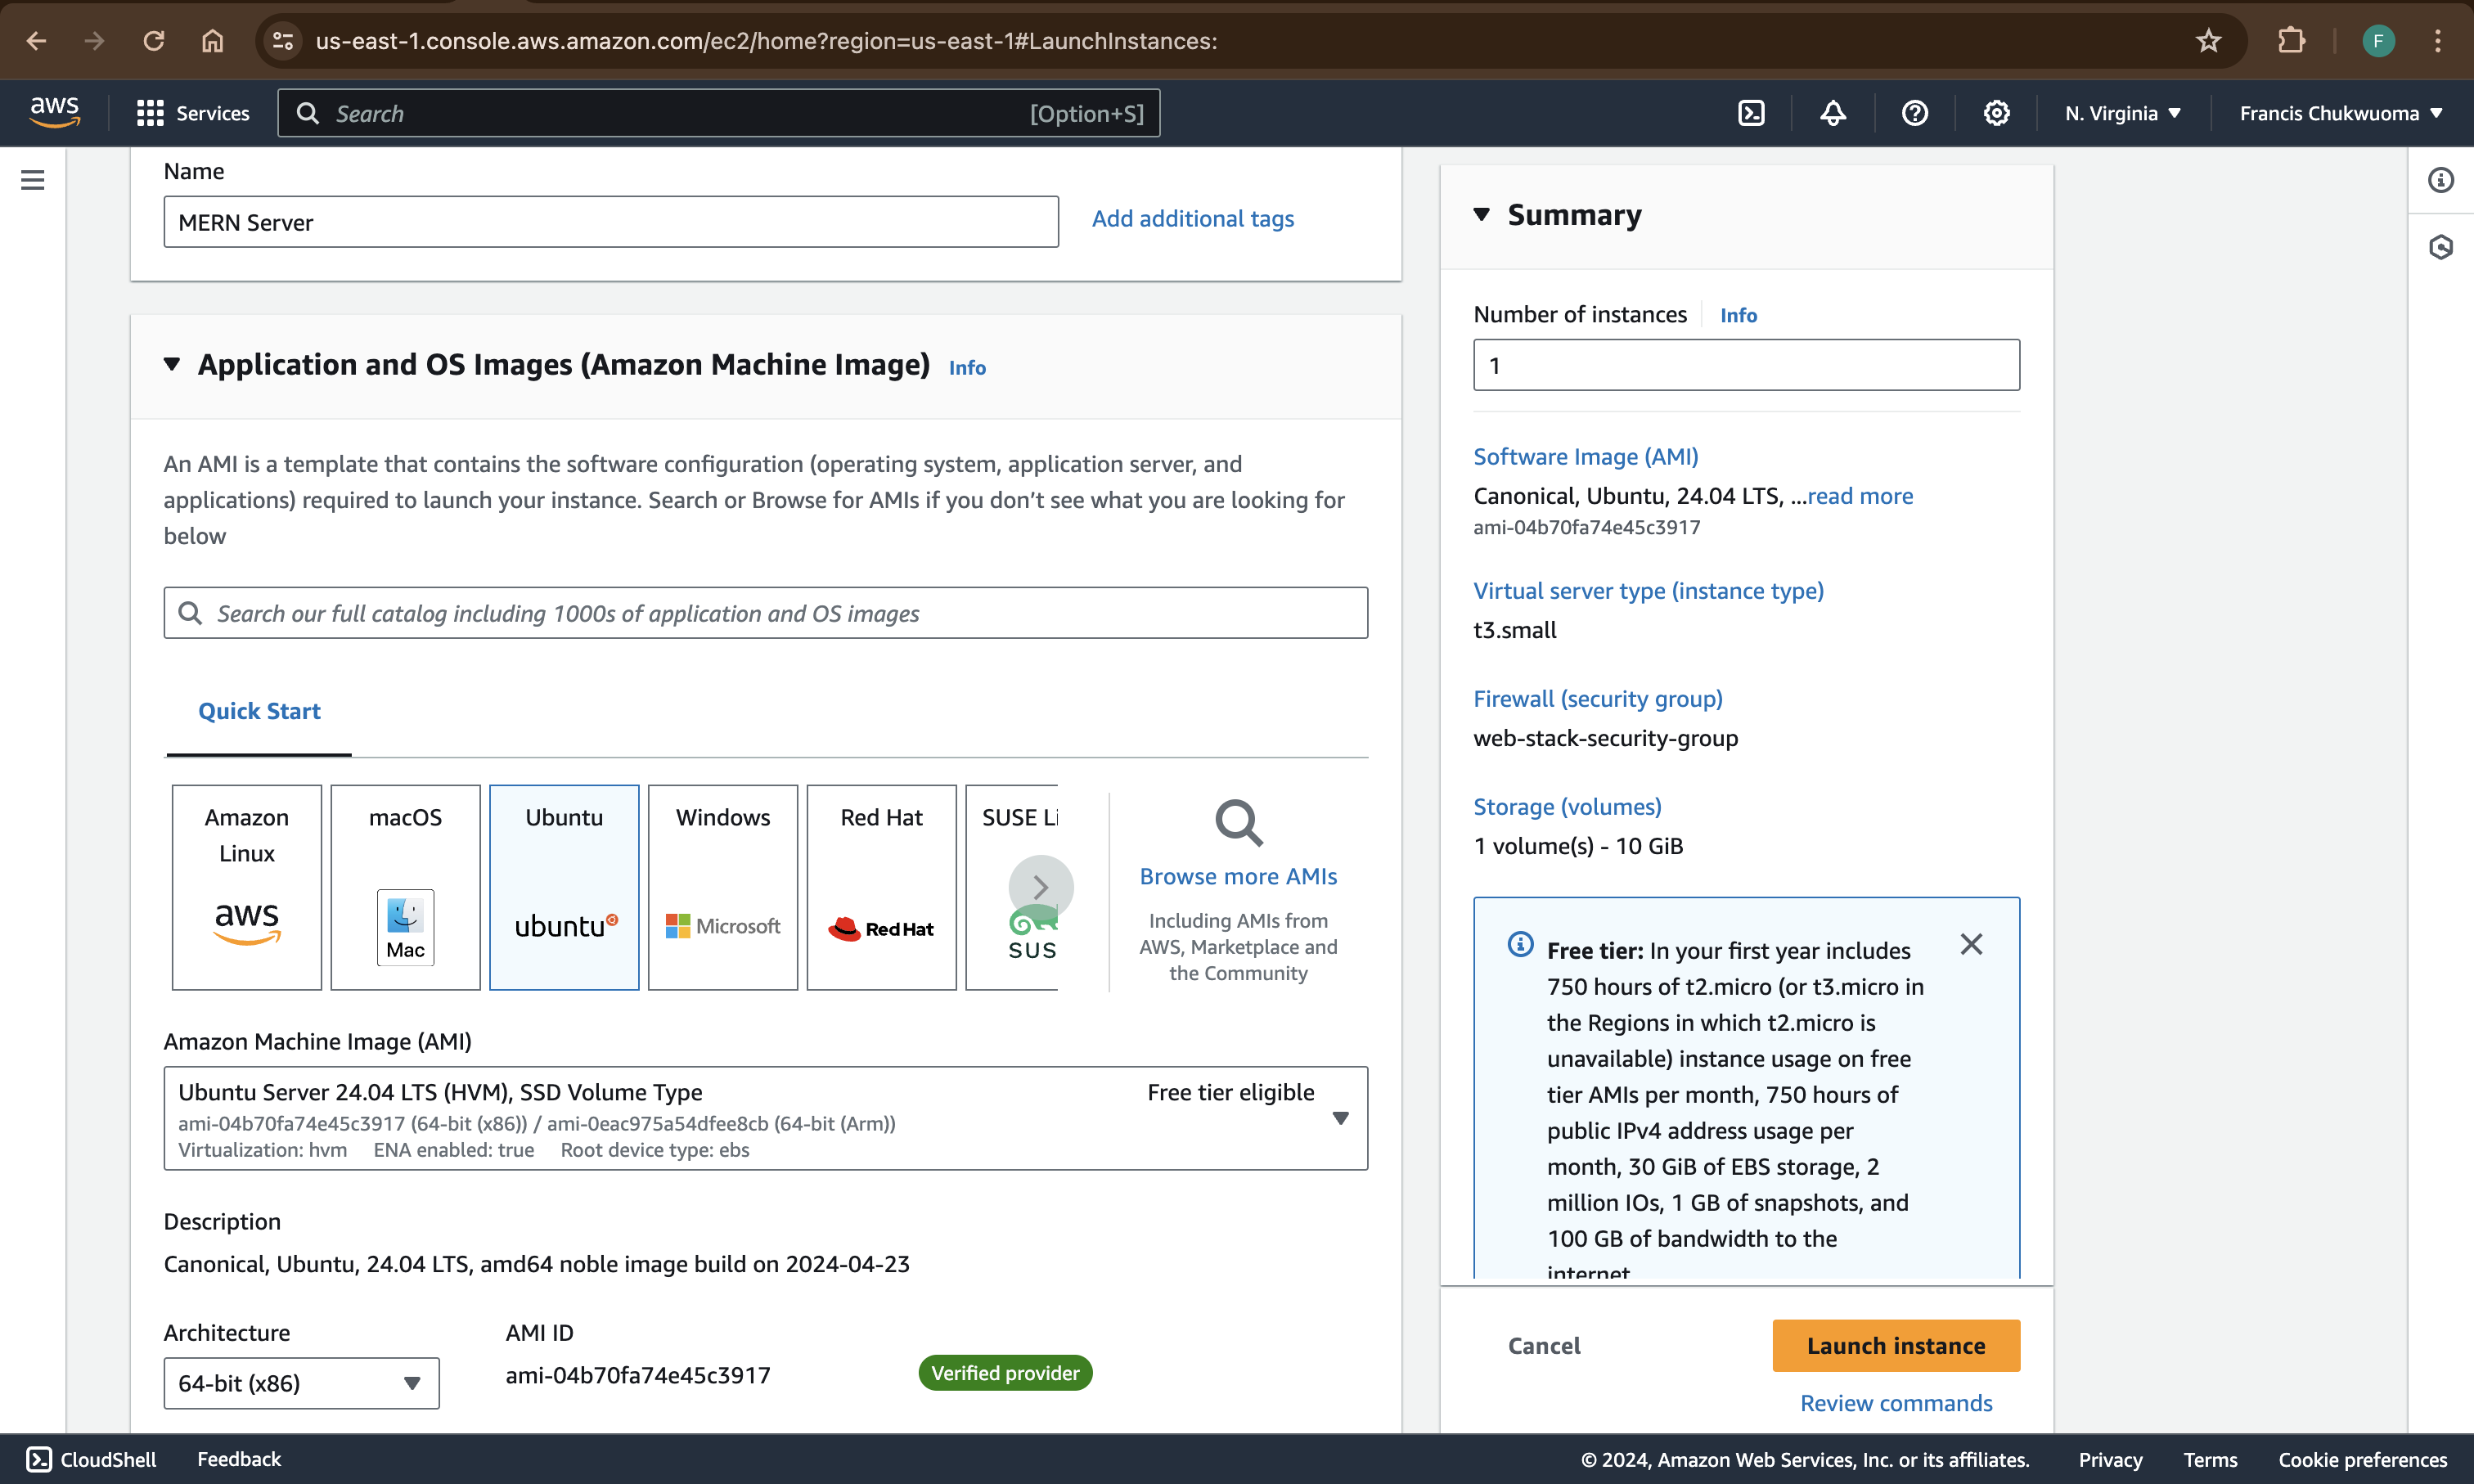 us-east-1.console.aws.amazon.com/ec2/home?region=us-east-1#LaunchInstances:
F
aws
Services
Search
[Option+S]
N. Virginia
Francis Chukwuoma
Name
MERN Server
Add additional tags
Application and OS Images (Amazon Machine Image) Info
An AMI is a template that contains the software configuration (operating system, application server, and
applications) required to launch your instance. Search or Browse for AMIs if you don’t see what you are looking for
below
Search our full catalog including 1000s of application and OS images
Quick Start
Amazon
Linux
aws
macOS
Mac
Ubuntu
ubuntu
Windows
Microsoft
Red Hat
Red Hat
SUSE Li
SUS
Browse more AMIs
Including AMIs from
AWS, Marketplace and
the Community
Amazon Machine Image (AMI)
Ubuntu Server 24.04 LTS (HVM), SSD Volume Type
Free tier eligible
ami-04b70fa74e45c3917 (64-bit (x86)) / ami-0eac975a54dfee8cb (64-bit (Arm))
Virtualization: hvm ENA enabled: true Root device type: ebs
Description
Canonical, Ubuntu, 24.04 LTS, amd64 noble image build on 2024-04-23
Architecture
64-bit (x86)
AMI ID
ami-04b70fa74e45c3917
Verified provider
Summary
Number of instances Info
1
Software Image (AMI)
Canonical, Ubuntu, 24.04 LTS, ...read more
ami-04b70fa74e45c3917
Virtual server type (instance type)
t3.small
Firewall (security group)
web-stack-security-group
Storage (volumes)
1 volume(s) - 10 GiB
Free tier: In your first year includes
750 hours of t2.micro (or t3.micro in
the Regions in which t2.micro is
unavailable) instance usage on free
tier AMIs per month, 750 hours of
public IPv4 address usage per
month, 30 GiB of EBS storage, 2
million IOs, 1 GB of snapshots, and
100 GB of bandwidth to the
internet
Cancel
Launch instance
Review commands
CloudShell
Feedback
© 2024, Amazon Web Services, Inc. or its affiliates.
Privacy
Terms
Cookie preferences